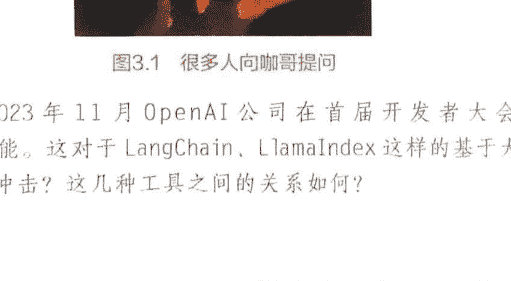 图3.1 很多人向咖哥提问
023 年 11 月 OpenAI 公司在首届开发者大会
能。这对于 LangChain、LlamaIndex 这样的基于
冲击？这几种工具之间的关系如何？